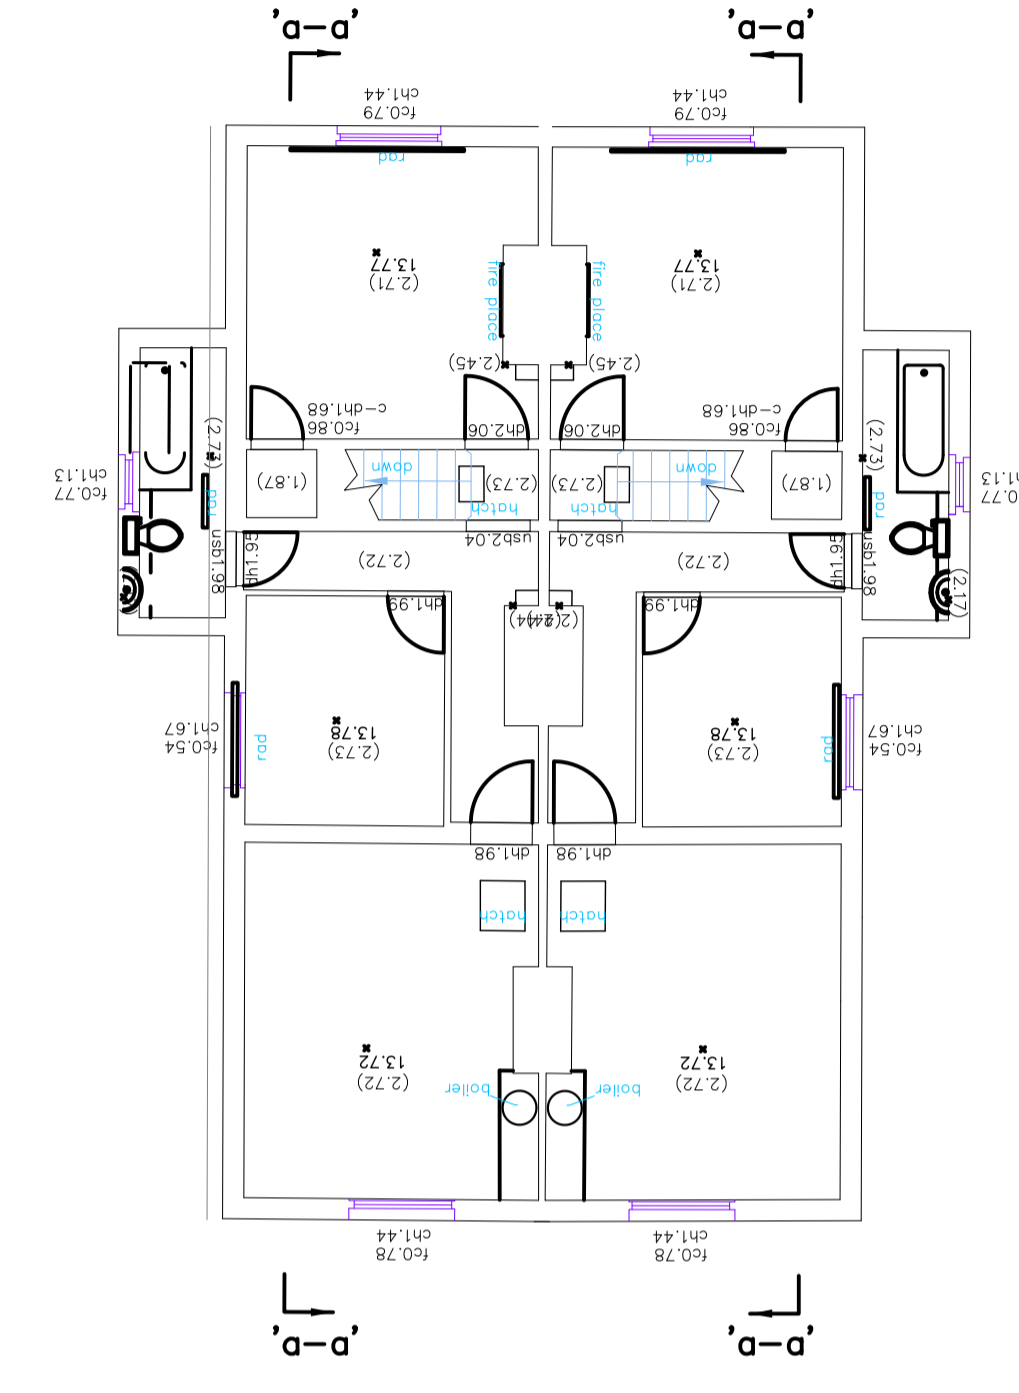 'a-a'
'a-a'
ch1.44
fc0.79
ch1.44
fc0.79
rad
rad
fire place
fire place
13.77
(2.71)
13.77
(2.71)
(2.45)
(2.45)
c-dh1.68
fc0.86
c-dh1.68
fc0.86
dh2.06
dh2.06
(2.73)
(2.73)
ch1.13
fc0.77
rad
rad
(1.87)
down
(2.73)
(2.73)
down
(1.87)
hatch
hatch
usb2.04
usb2.04
usb1.98
dh1.95
dh1.95
usb1.98
(2.72)
(2.72)
(2.17)
dh1.99
dh1.99
ch1.67
fc0.54
rad
13.78
(2.73)
13.78
(2.73)
rad
ch1.67
fc0.54
dh1.98
dh1.98
hatch
hatch
13.72
(2.72)
13.72
(2.72)
boiler
boiler
ch1.44
fc0.78
ch1.44
fc0.78
'a-a'
'a-a'